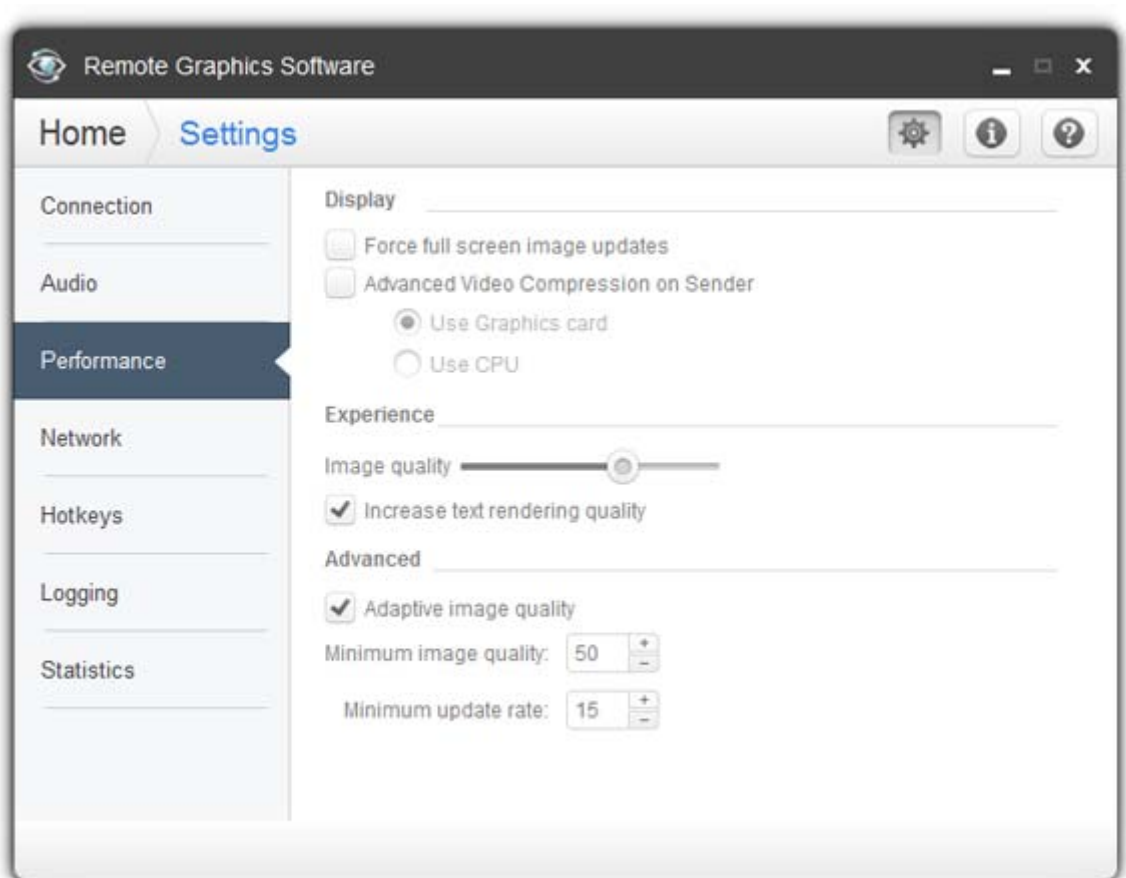 Remote Graphics Software
Home Settings
Connection
Audio
Performance
Network
Hotkeys
Logging
Statistics
Display
Force full screen image updates
Advanced Video Compression on Sender
Use Graphics card
Use CPU
Experience
Image quality
Increase text rendering quality
Advanced
Adaptive image quality
Minimum image quality: 50
Minimum update rate: 15